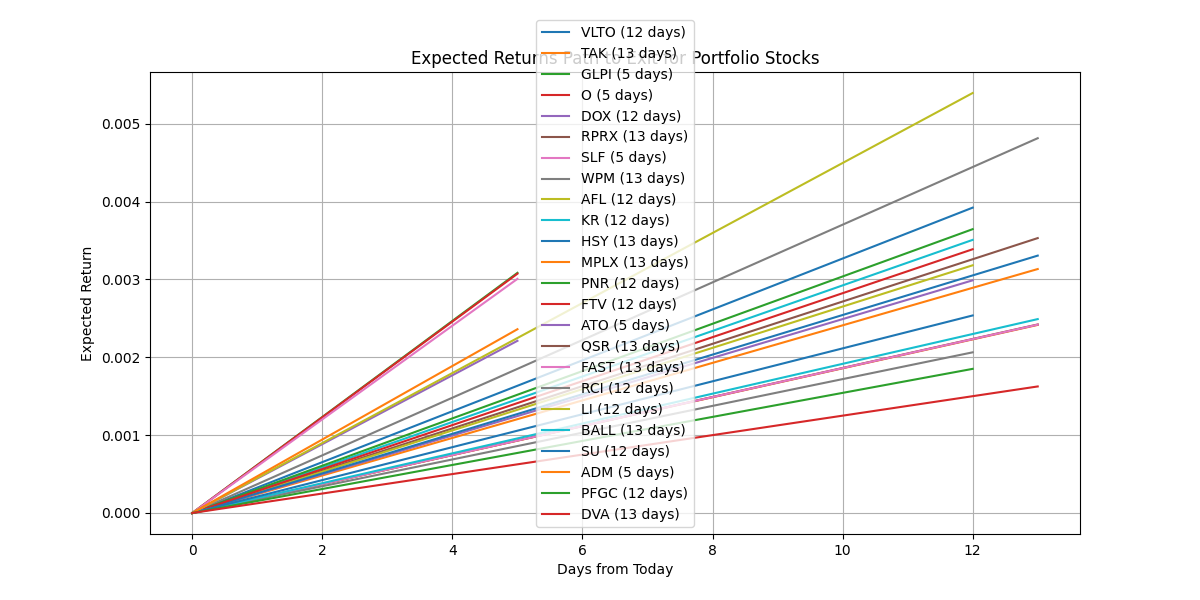 Expected Returns Path to Exit for Portfolio Stocks
VLTO (12 days)
TAK (13 days)
GLPI (5 days)
O (5 days)
DOX (12 days)
RPRX (13 days)
SLF (5 days)
WPM (13 days)
AFL (12 days)
KR (12 days)
HSY (13 days)
MPLX (13 days)
PNR (12 days)
FTV (12 days)
ATO (5 days)
QSR (13 days)
FAST (13 days)
RCI (12 days)
LI (12 days)
BALL (13 days)
SU (12 days)
ADM (5 days)
PFGC (12 days)
DVA (13 days)
Expected Return
0.005
0.004
0.003
0.002
0.001
0.000
0 2 4 6 8 10 12
Days from Today